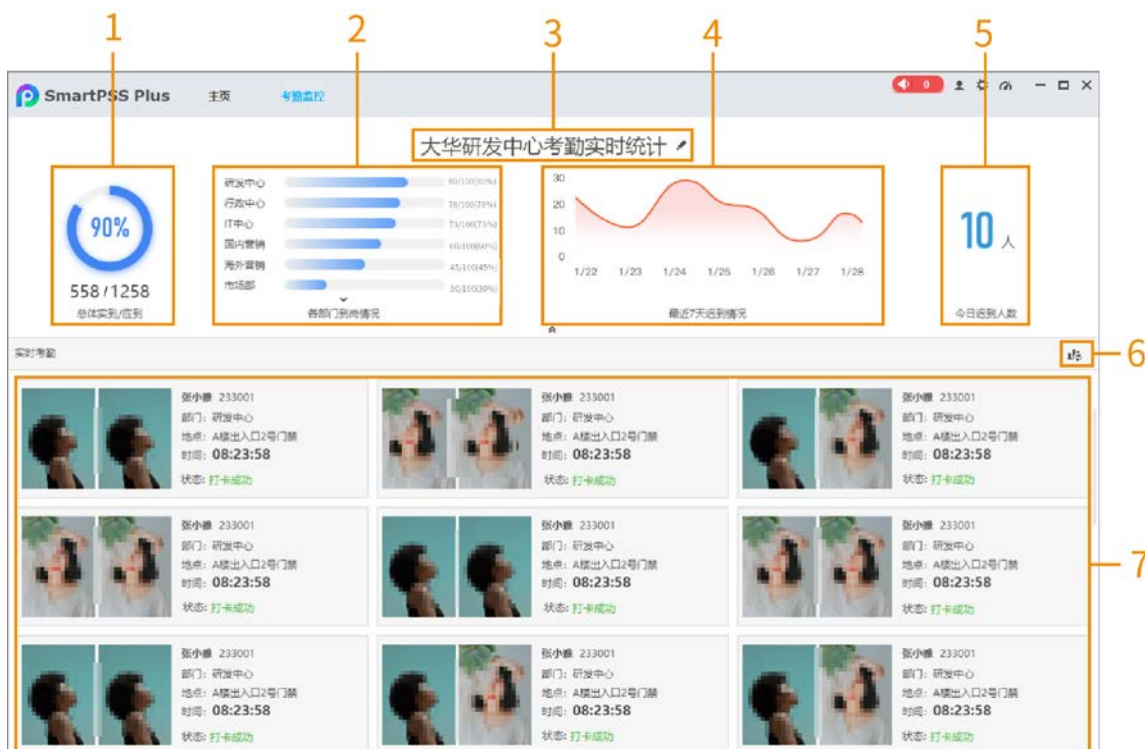 1 2 3 4 5
SmartPSS Plus 主页 考勤监控 0
大华研发中心考勤实时统计
90%
558/1258
总体实到/应到
研发中心 80/100(80%)
行政中心 78/100(78%)
IT中心 73/100(73%)
国内营销 60/100(60%)
海外营销 45/100(45%)
市场部 30/100(30%)
各部门到岗情况
30
20
10
0
1/22 1/23 1/24 1/25 1/26 1/27 1/28
最近7天迟到情况
10 人
今日迟到人数
实时考勤
6
张小雅 233001
部门: 研发中心
地点: A楼出入口2号门禁
时间: 08:23:58
状态: 打卡成功
张小雅 233001
部门: 研发中心
地点: A楼出入口2号门禁
时间: 08:23:58
状态: 打卡成功
张小雅 233001
部门: 研发中心
地点: A楼出入口2号门禁
时间: 08:23:58
状态: 打卡成功
张小雅 233001
部门: 研发中心
地点: A楼出入口2号门禁
时间: 08:23:58
状态: 打卡成功
张小雅 233001
部门: 研发中心
地点: A楼出入口2号门禁
时间: 08:23:58
状态: 打卡成功
张小雅 233001
部门: 研发中心
地点: A楼出入口2号门禁
时间: 08:23:58
状态: 打卡成功
7
张小雅 233001
部门: 研发中心
地点: A楼出入口2号门禁
时间: 08:23:58
状态: 打卡成功
张小雅 233001
部门: 研发中心
地点: A楼出入口2号门禁
时间: 08:23:58
状态: 打卡成功
张小雅 233001
部门: 研发中心
地点: A楼出入口2号门禁
时间: 08:23:58
状态: 打卡成功